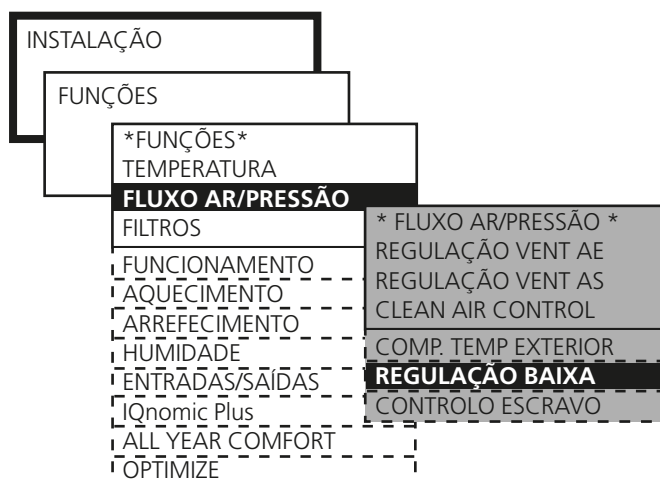 INSTALAÇÃO
FUNÇÕES
*FUNÇÕES*
TEMPERATURA
FLUXO AR/PRESSÃO
FILTROS
FUNCIONAMENTO
AQUECIMENTO
ARREFECIMENTO
HUMIDADE
ENTRADAS/SAÍDAS
IQnomic Plus
ALL YEAR COMFORT
OPTIMIZE
* FLUXO AR/PRESSÃO *
REGULAÇÃO VENT AE
REGULAÇÃO VENT AS
CLEAN AIR CONTROL
COMP. TEMP EXTERIOR
REGULAÇÃO BAIXA
CONTROLO ESCRAVO